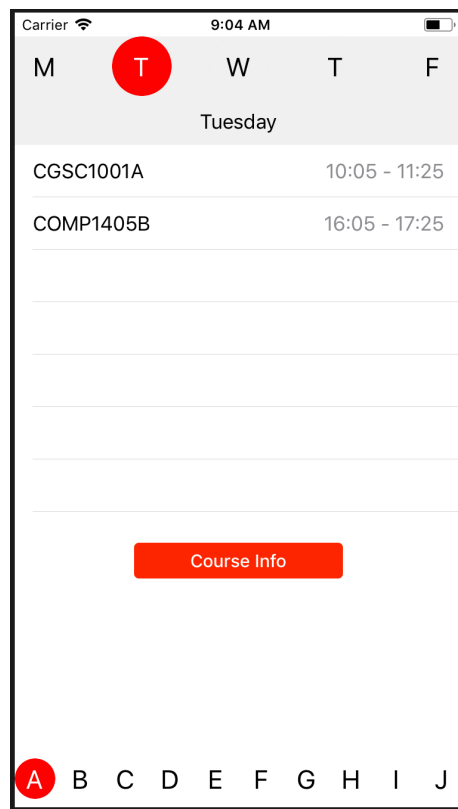 Carrier 9:04 AM
M T W T F
Tuesday
CGSC1001A 10:05 - 11:25
COMP1405B 16:05 - 17:25
Course Info
A B C D E F G H I J